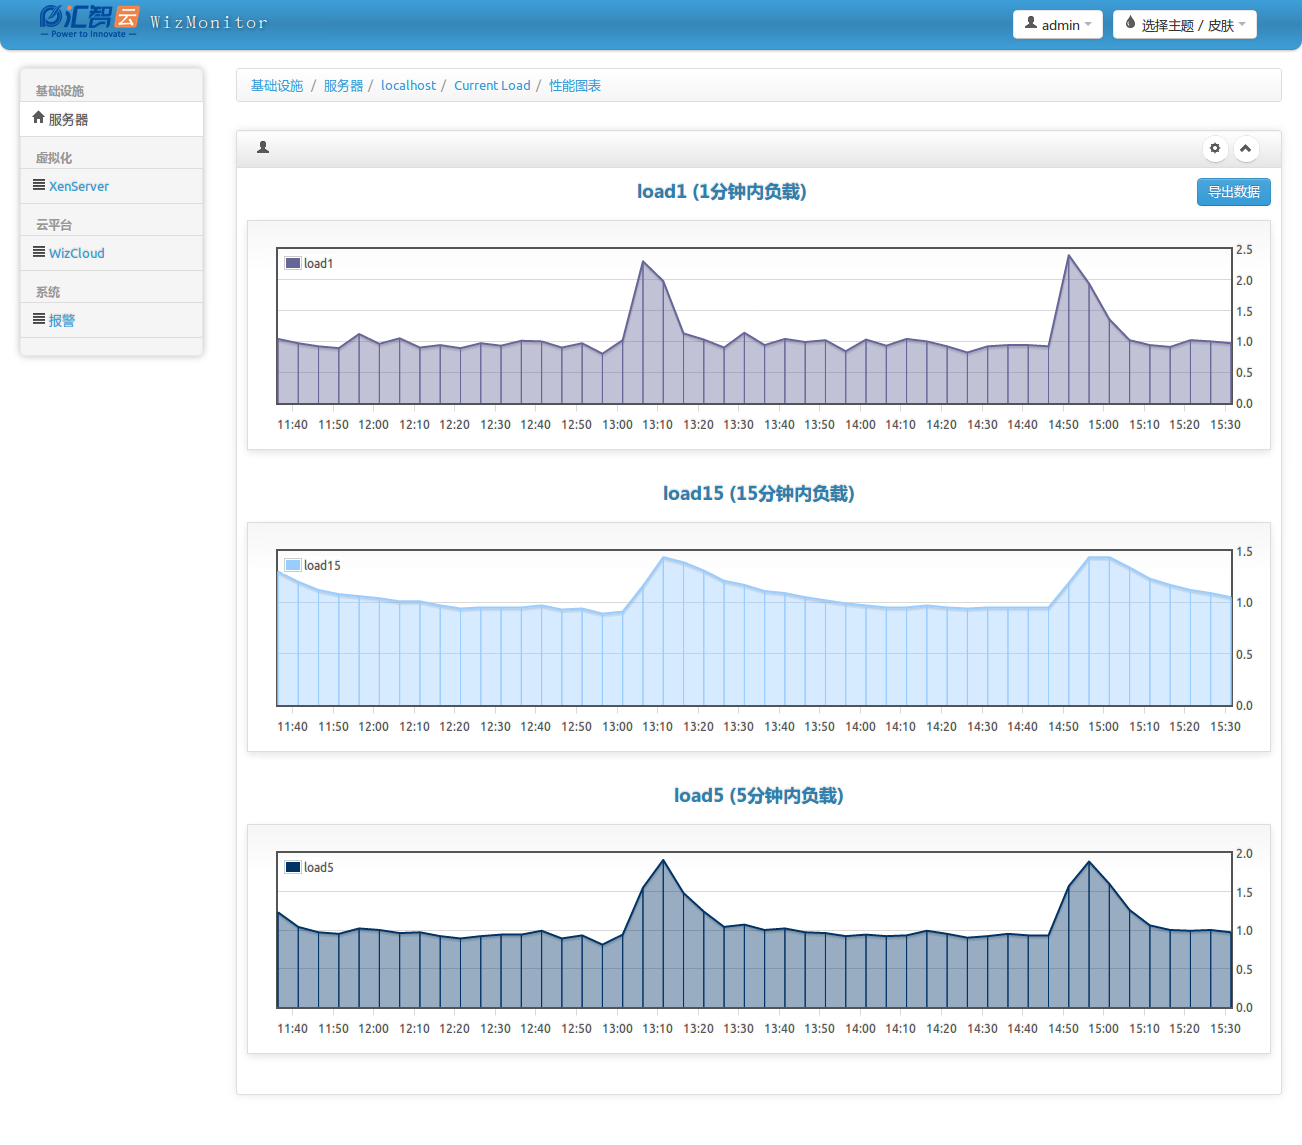 汇智云
Power to Innovate
WizMonitor
admin
选择主题 / 皮肤
基础设施
服务器
虚拟化
XenServer
云平台
WizCloud
系统
报警
基础设施 / 服务器 / localhost / Current Load / 性能图表
load1 (1分钟内负载)
导出数据
load1
2.5
2.0
1.5
1.0
0.5
0.0
11:40 11:50 12:00 12:10 12:20 12:30 12:40 12:50 13:00 13:10 13:20 13:30 13:40 13:50 14:00 14:10 14:20 14:30 14:40 14:50 15:00 15:10 15:20 15:30
load15 (15分钟内负载)
load15
1.5
1.0
0.5
0.0
11:40 11:50 12:00 12:10 12:20 12:30 12:40 12:50 13:00 13:10 13:20 13:30 13:40 13:50 14:00 14:10 14:20 14:30 14:40 14:50 15:00 15:10 15:20 15:30
load5 (5分钟内负载)
load5
2.0
1.5
1.0
0.5
0.0
11:40 11:50 12:00 12:10 12:20 12:30 12:40 12:50 13:00 13:10 13:20 13:30 13:40 13:50 14:00 14:10 14:20 14:30 14:40 14:50 15:00 15:10 15:20 15:30